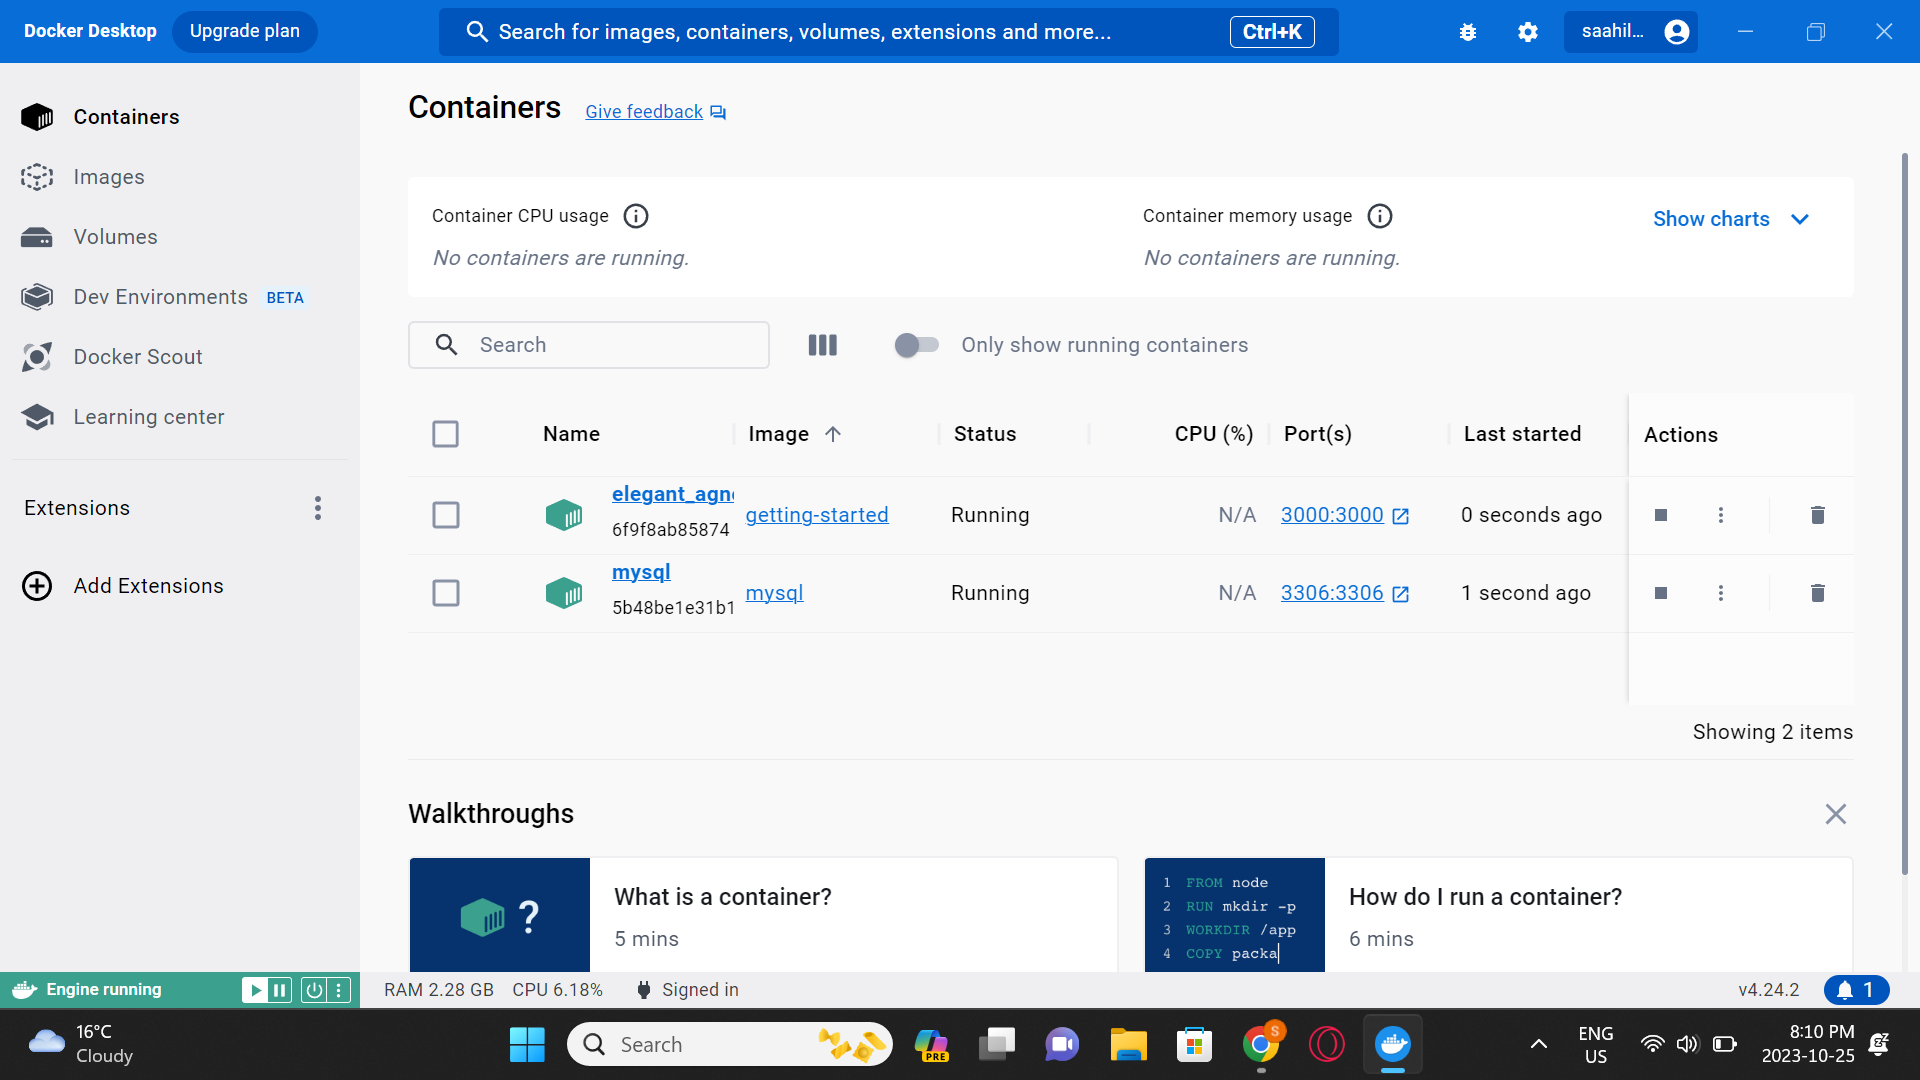 Docker Desktop
Upgrade plan
Search for images, containers, volumes, extensions and more...
Ctrl+K
saahil...
Containers
Images
Volumes
Dev Environments BETA
Docker Scout
Learning center
Extensions
Add Extensions
Containers Give feedback
Container CPU usage
No containers are running.
Container memory usage
No containers are running.
Show charts
Search
Only show running containers
Name Image Status CPU (%) Port(s) Last started Actions
elegant_agn
6f9f8ab85874
getting-started Running N/A 3000:3000 0 seconds ago
mysql
5b48be1e31b1
mysql Running N/A 3306:3306 1 second ago
Showing 2 items
Walkthroughs
?
What is a container?
5 mins
1 FROM node
2 RUN mkdir -p
3 WORKDIR /app
4 COPY packa
How do I run a container?
6 mins
Engine running
RAM 2.28 GB CPU 6.18% Signed in
v4.24.2
1
16°C
Cloudy
Search
PRE
S
ENG
US
8:10 PM
2023-10-25